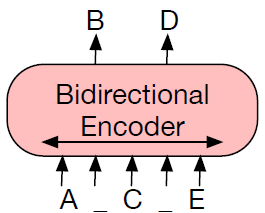 B D
Bidirectional
Encoder
A _ C _ E